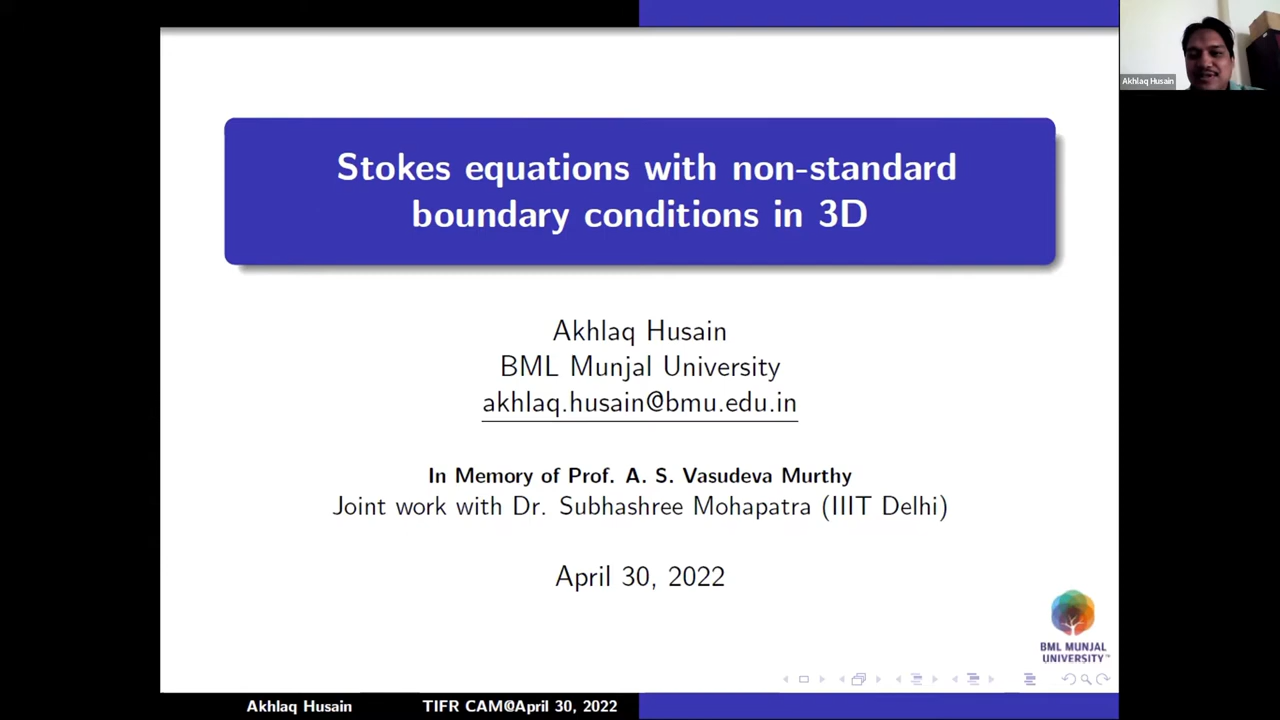 Akhlaq Husain
Stokes equations with non-standard
boundary conditions in 3D
Akhlaq Husain
BML Munjal University
akhlaq.husain@bmu.edu.in
In Memory of Prof. A. S. Vasudeva Murthy
Joint work with Dr. Subhashree Mohapatra (IIIT Delhi)
April 30, 2022
BML MUNJAL
UNIVERSITY™
Akhlaq Husain TIFR CAM@April 30, 2022